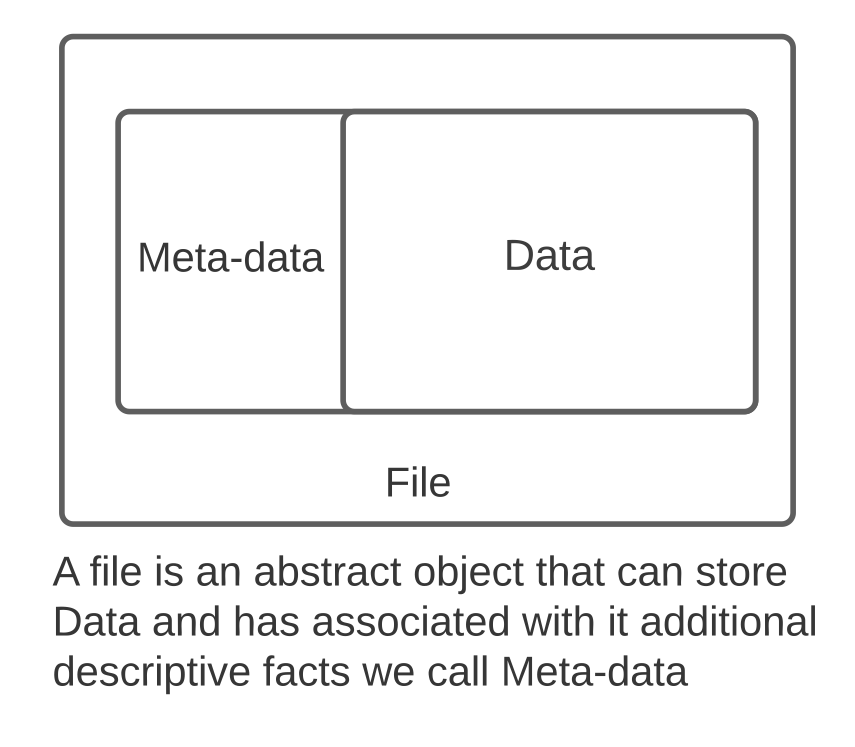 Meta-data
Data
File
A file is an abstract object that can store
Data and has associated with it additional
descriptive facts we call Meta-data